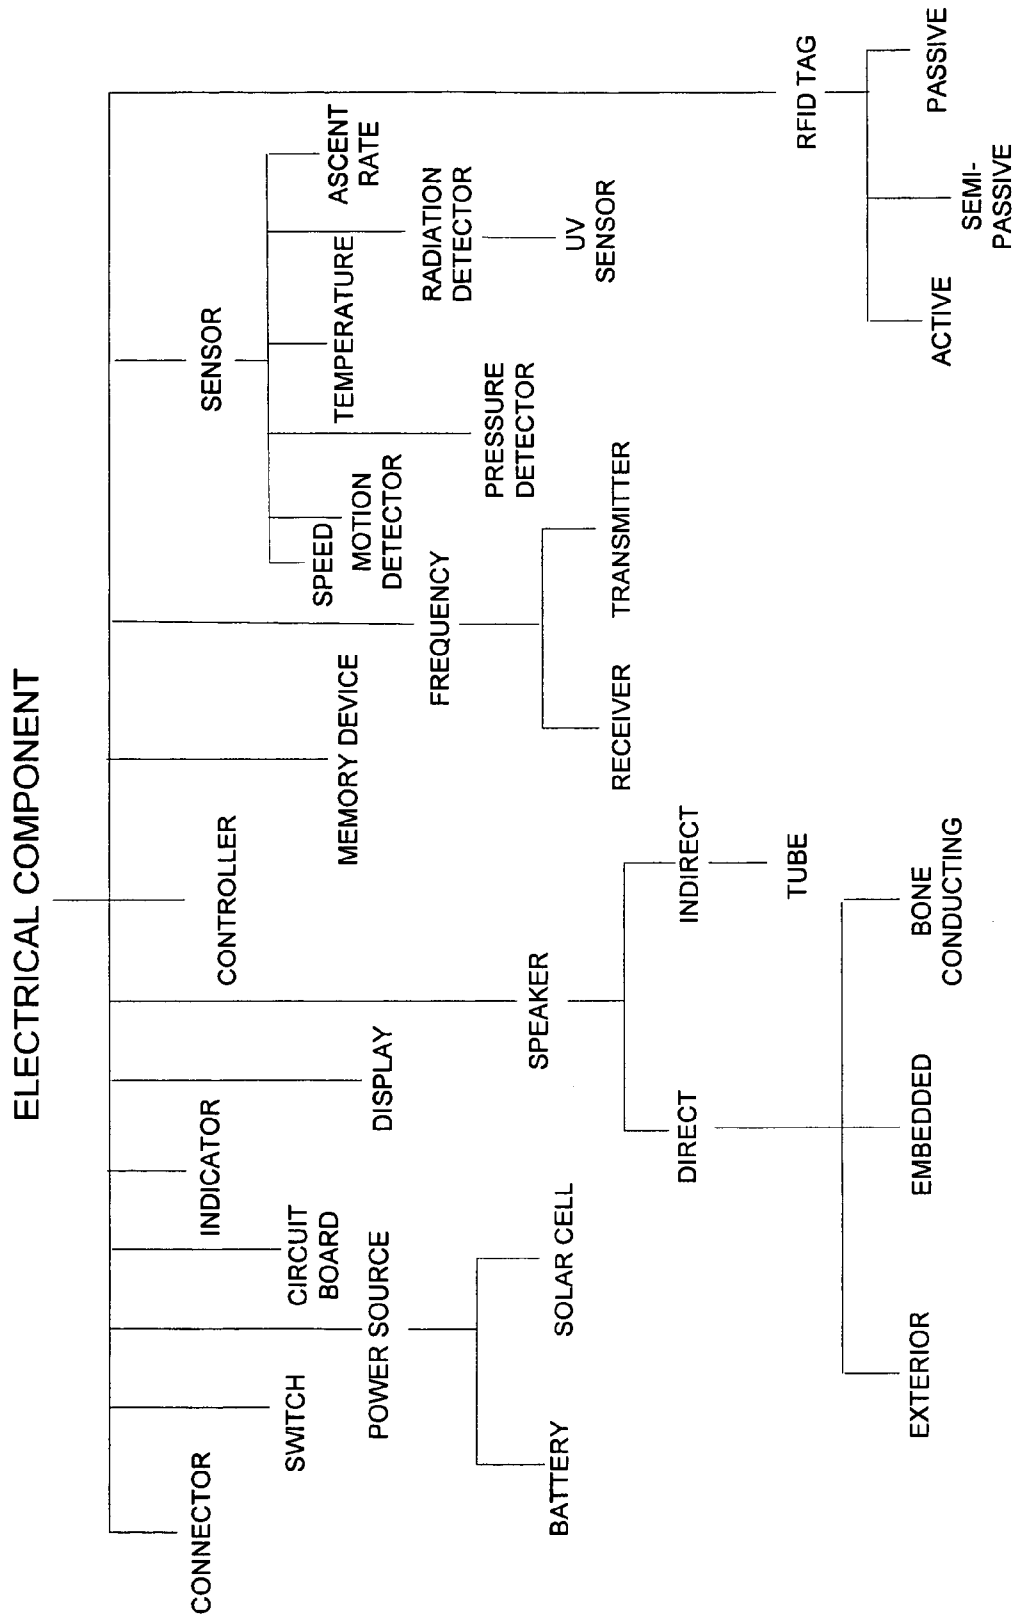 ELECTRICAL COMPONENT
CONNECTOR
SWITCH
POWER SOURCE
BATTERY
SOLAR CELL
CIRCUIT
BOARD
INDICATOR
DISPLAY
SPEAKER
DIRECT
EXTERIOR
EMBEDDED
BONE
CONDUCTING
INDIRECT
TUBE
CONTROLLER
MEMORY DEVICE
FREQUENCY
RECEIVER
TRANSMITTER
SENSOR
SPEED
MOTION
DETECTOR
PRESSURE
DETECTOR
TEMPERATURE
RADIATION
DETECTOR
UV
SENSOR
ASCENT
RATE
RFID TAG
ACTIVE
SEMI-
PASSIVE
PASSIVE